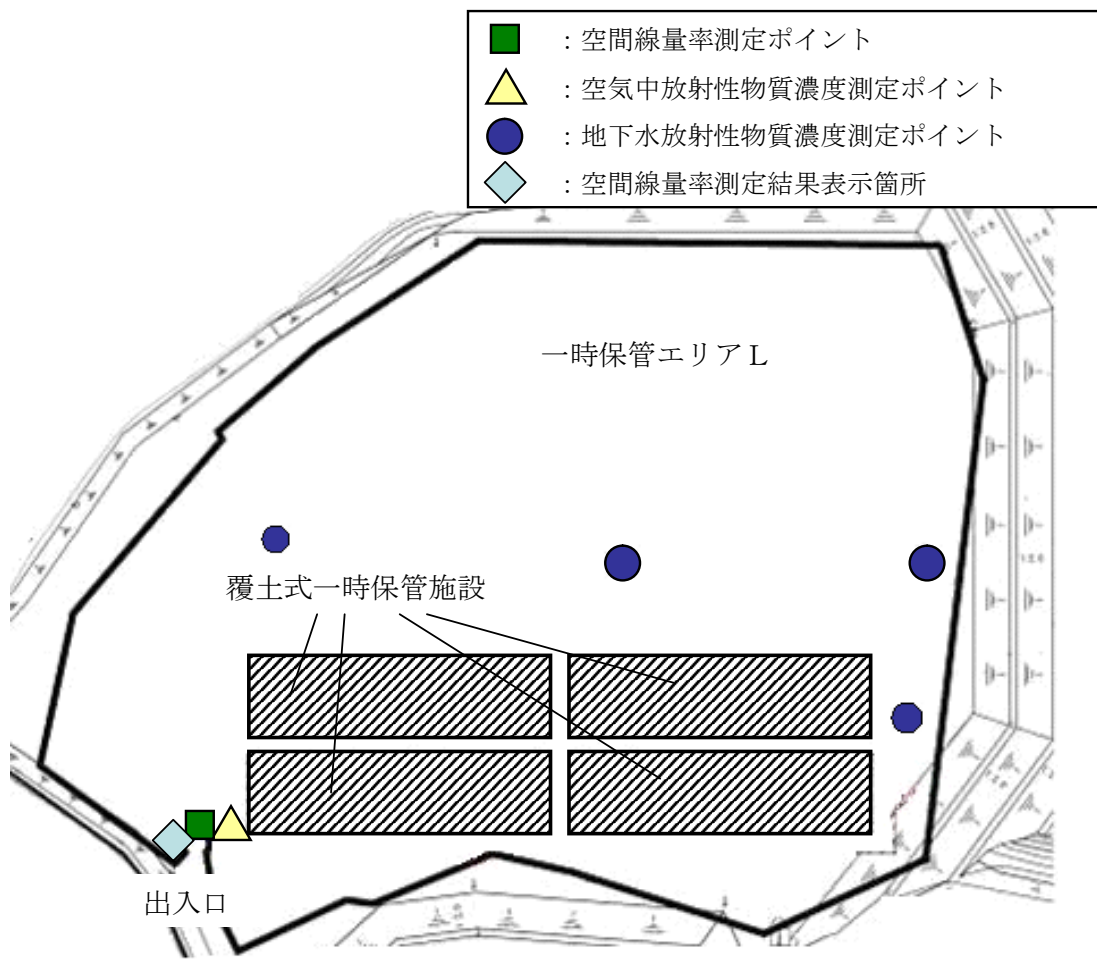 ：空間線量率測定ポイント
：空気中放射性物質濃度測定ポイント
：地下水放射性物質濃度測定ポイント
：空間線量率測定結果表示箇所
一時保管エリアＬ
覆土式一時保管施設
出入口